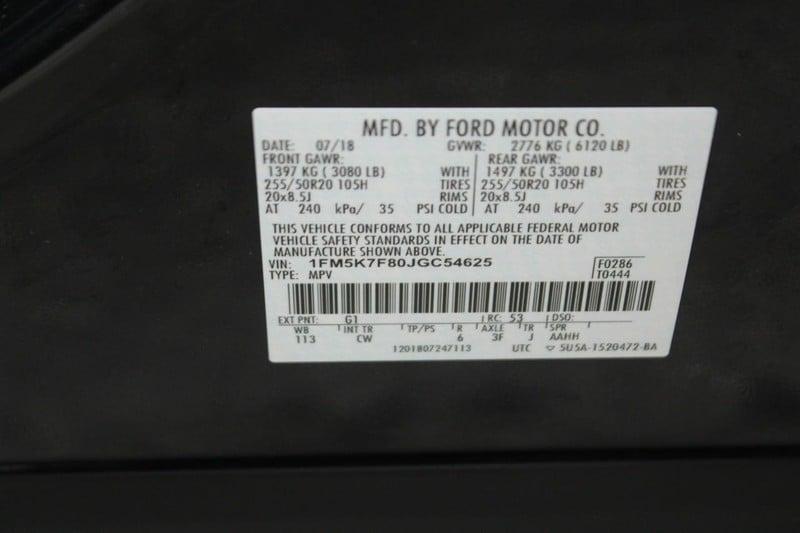 MFD. BY FORD MOTOR CO.
DATE: 07/18 GVWR: 2776 KG ( 6120 LB)
FRONT GAWR: REAR GAWR:
1397 KG ( 3080 LB) WITH 1497 KG ( 3300 LB) WITH
255/50R20 105H TIRES 255/50R20 105H TIRES
20x8.5J RIMS 20x8.5J RIMS
AT 240 kPa/ 35 PSI COLD AT 240 kPa/ 35 PSI COLD
THIS VEHICLE CONFORMS TO ALL APPLICABLE FEDERAL MOTOR
VEHICLE SAFETY STANDARDS IN EFFECT ON THE DATE OF
MANUFACTURE SHOWN ABOVE.
VIN: 1FM5K7F80JGC54625 F0286
TYPE: MPV T0444
EXT PNT: G1 RC: 53 DSO:
WB INT TR TP/PS R AXLE TR SPR
113 CW 6 3F J AAHH
1201807247113 UTC 5U5A-1520472-BA